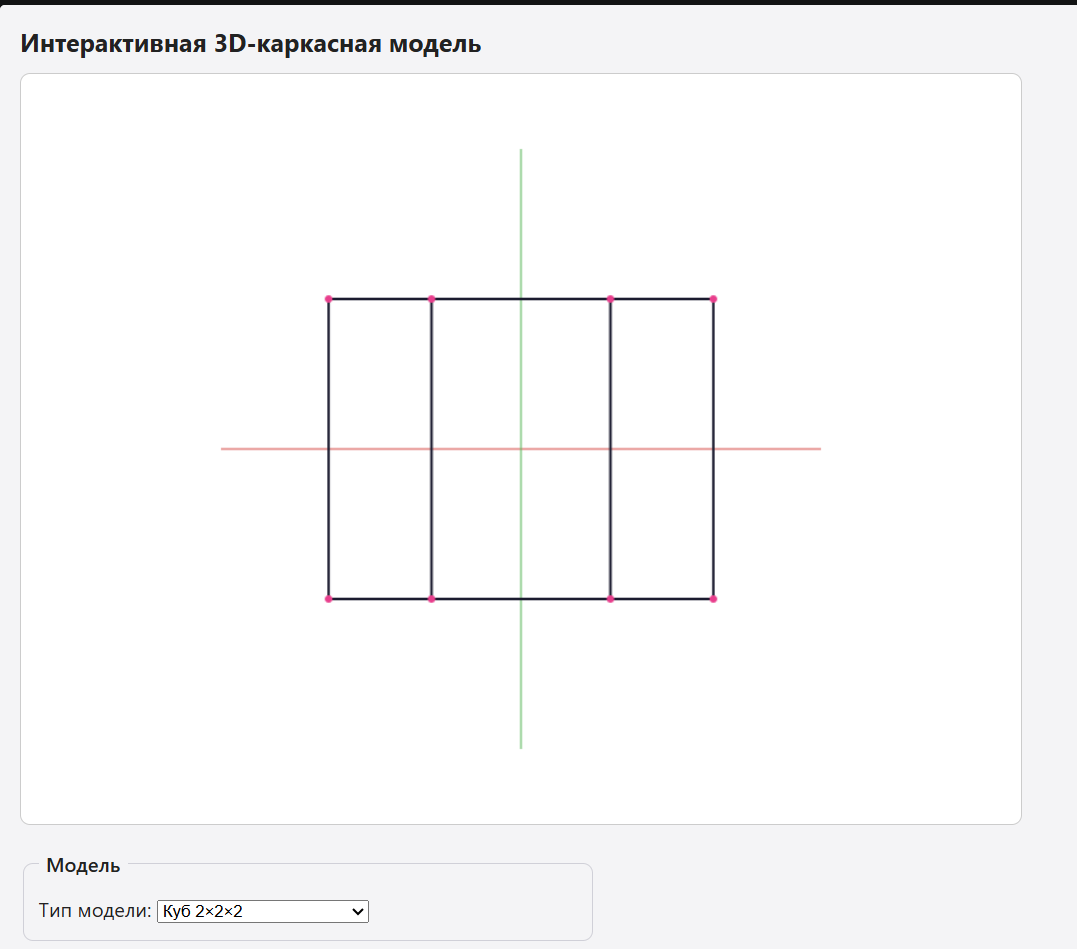 Интерактивная 3D-каркасная модель
Модель
Тип модели: Куб 2×2×2